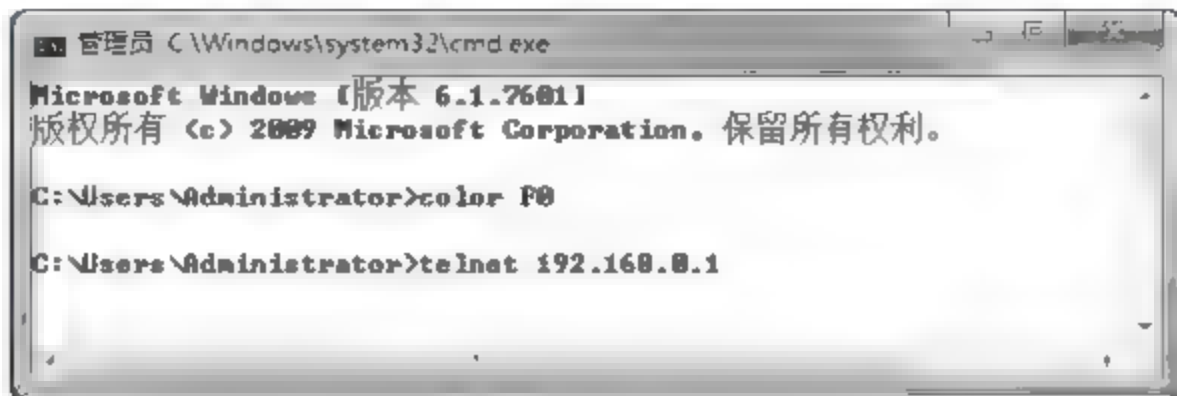 管理员 C:\Windows\system32\cmd.exe
Microsoft Windows [版本 6.1.7601]
版权所有 (c) 2009 Microsoft Corporation。保留所有权利。
C:\Users\Administrator>color F0
C:\Users\Administrator>telnet 192.168.0.1